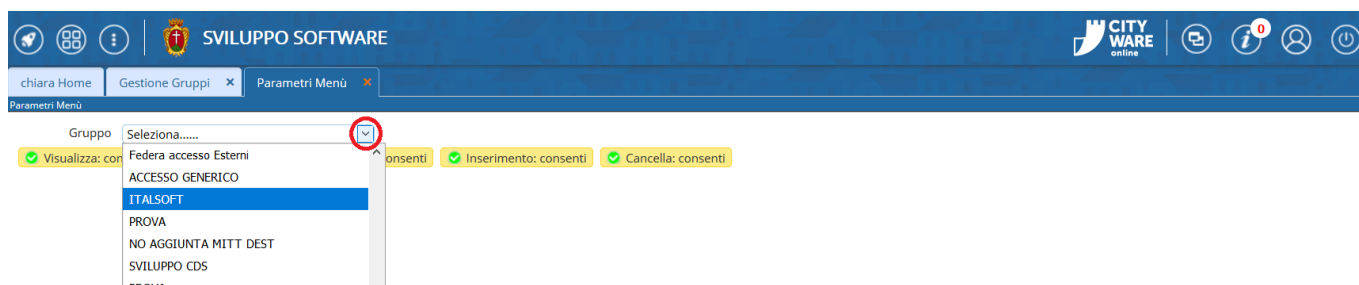 SVILUPPO SOFTWARE
CITY
WARE
online
0
chiara Home
Gestione Gruppi
Parametri Menù
Parametri Menù
Gruppo
Seleziona......
Visualizza: con
onsenti
Inserimento: consenti
Cancella: consenti
Federa accesso Esterni
ACCESSO GENERICO
ITALSOFT
PROVA
NO AGGIUNTA MITT DEST
SVILUPPO CDS